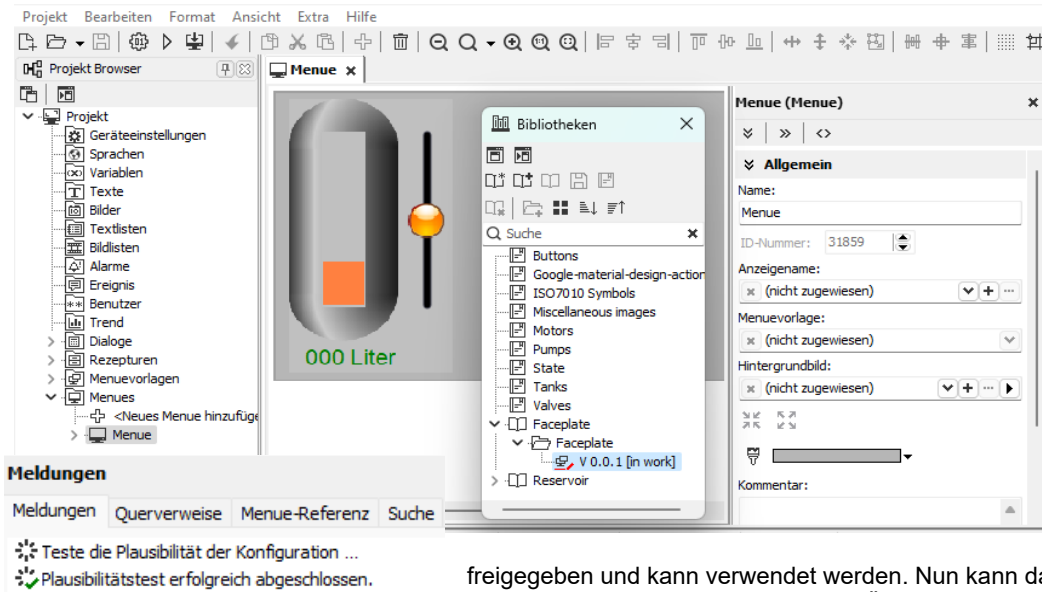 Projekt Bearbeiten Format Ansicht Extra Hilfe
Projekt Browser
Menue
Projekt
Geräteeinstellungen
Sprachen
Variablen
Texte
Bilder
Textlisten
Bildlisten
Alarme
Ereignis
Benutzer
Trend
Dialoge
Rezepturen
Menuevorlagen
Menues
<Neues Menue hinzufüge
Menue
000 Liter
Bibliotheken
Suche
Buttons
Google-material-design-action
ISO7010 Symbols
Miscellaneous images
Motors
Pumps
State
Tanks
Valves
Faceplate
Faceplate
V 0.0.1 [in work]
Reservoir
Menue (Menue)
Allgemein
Name:
Menue
ID-Nummer: 31859
Anzeigename:
(nicht zugewiesen)
Menuevorlage:
(nicht zugewiesen)
Hintergrundbild:
(nicht zugewiesen)
Kommentar:
Meldungen
Meldungen Querverweise Menue-Referenz Suche
Teste die Plausibilität der Konfiguration ...
Plausibilitätstest erfolgreich abgeschlossen.
freigegeben und kann verwendet werden. Nun kann da